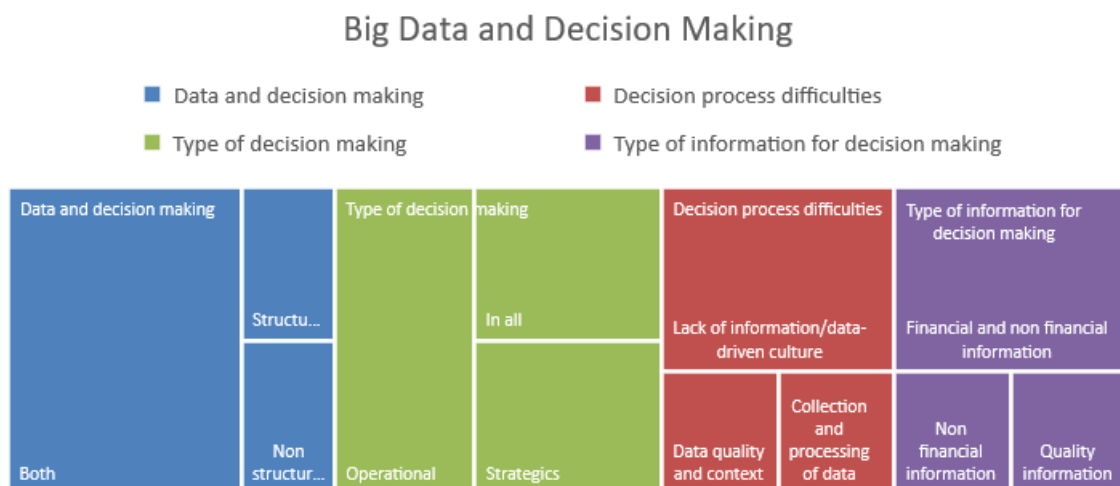 Big Data and Decision Making
Data and decision making
Decision process difficulties
Type of decision making
Type of information for decision making
Data and decision making
Both
Structu...
Non
structur...
Type of decision making
Operational
In all
Strategics
Decision process difficulties
Lack of information/data-
driven culture
Data quality
and context
Collection
and
processing
of data
Type of information for
decision making
Financial and non financial
information
Non
financial
information
Quality
information